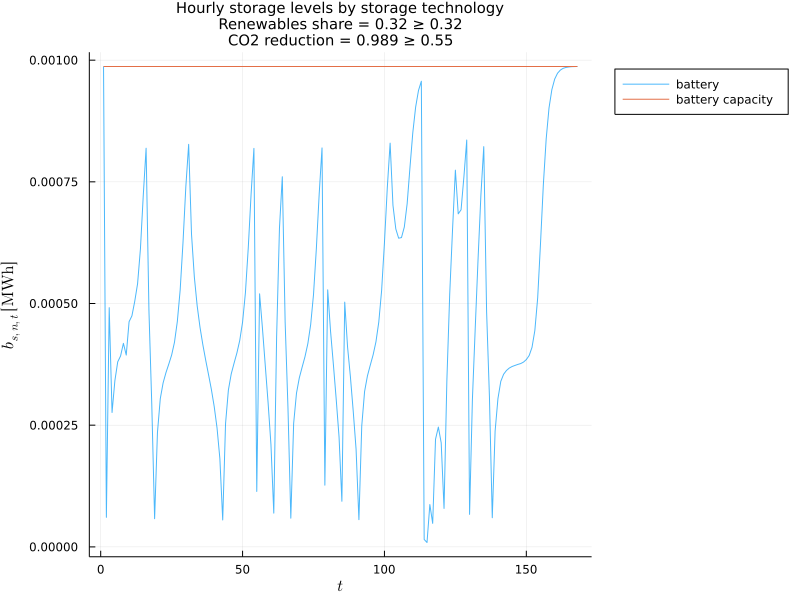 Hourly storage levels by storage technology
Renewables share = 0.32 ≥ 0.32
CO2 reduction = 0.989 ≥ 0.55
battery
battery capacity
0.00100
0.00075
0.00050
0.00025
0.00000
b_{s, n, t} [MWh]
0 50 100 150
t